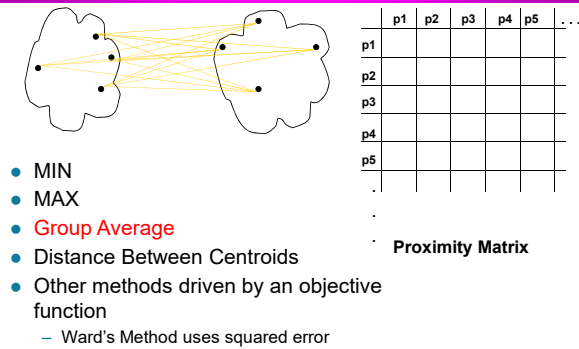 p1 p2 p3 p4 p5 . . .
p1
p2
p3
p4
p5
.
.
.
Proximity Matrix
● MIN
● MAX
● Group Average
● Distance Between Centroids
● Other methods driven by an objective
function
– Ward's Method uses squared error